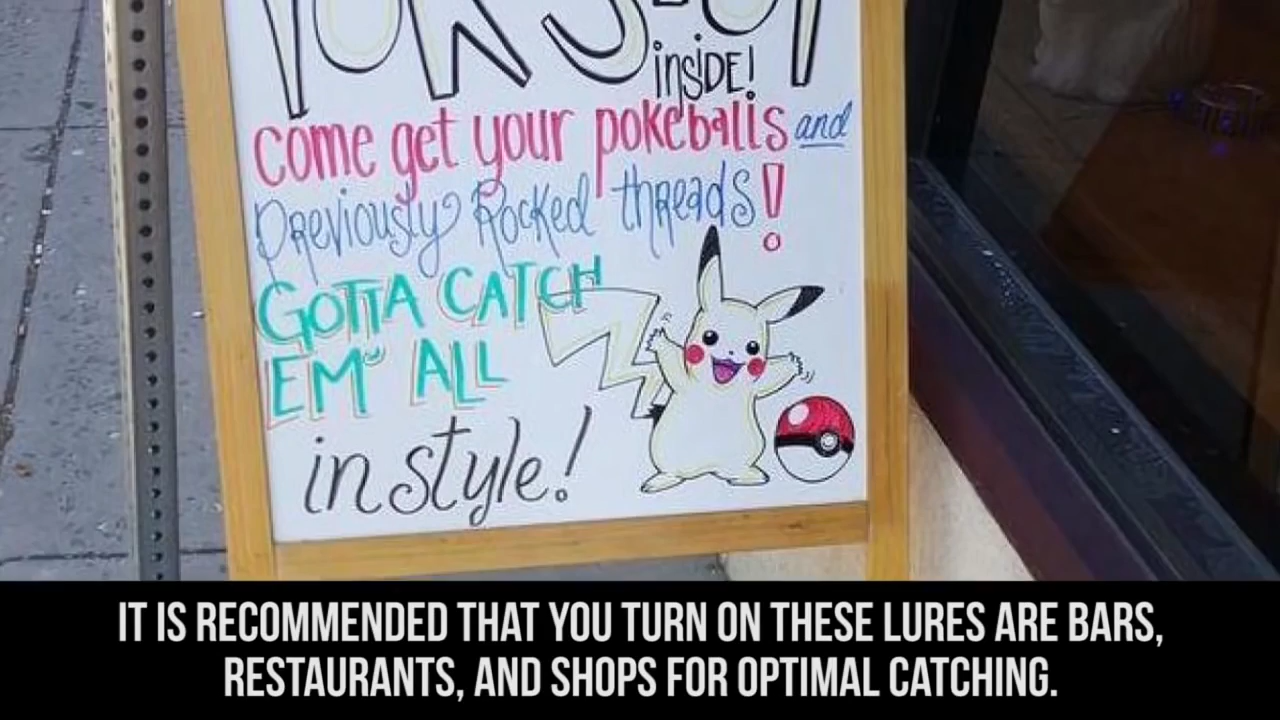 inSiDE!
come get your pokéballs and
Previously Rocked threads!
GOTTA CATCH
EM' ALL
in style!
IT IS RECOMMENDED THAT YOU TURN ON THESE LURES ARE BARS,
RESTAURANTS, AND SHOPS FOR OPTIMAL CATCHING.